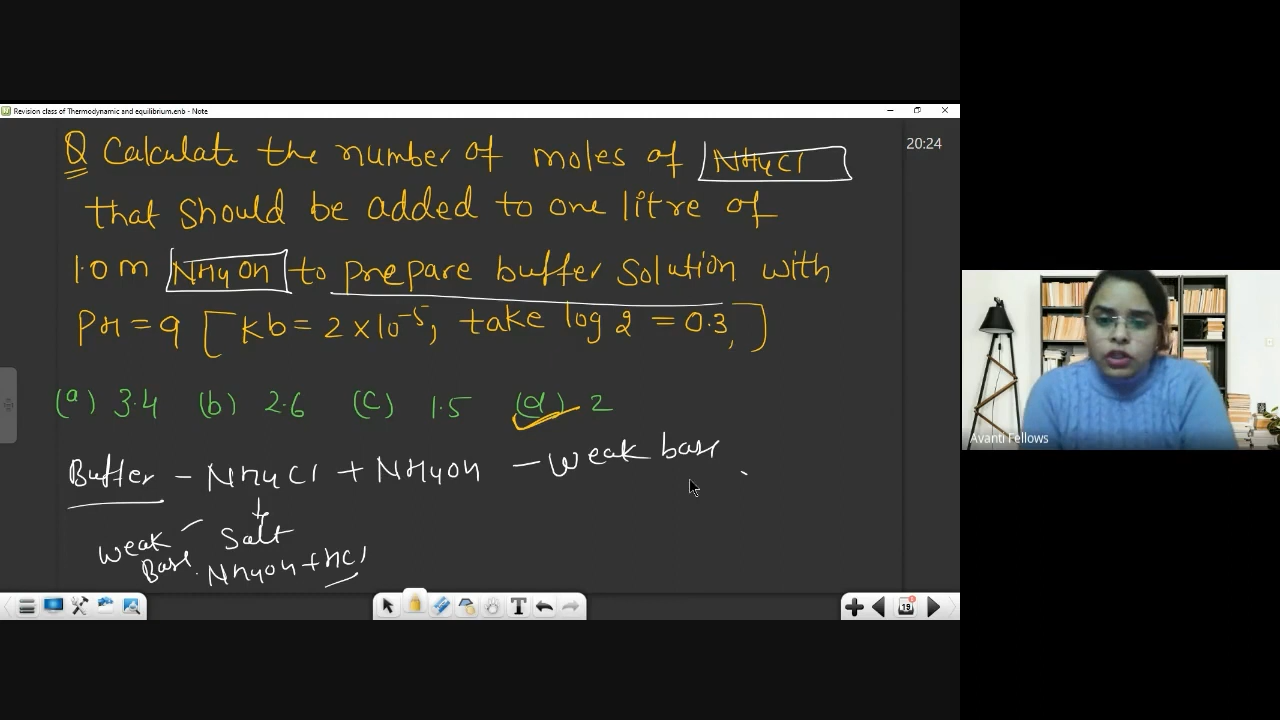 Revision class of Thermodynamic and equilibrium.enb - Note
20:24
Q Calculate the number of moles of NH4Cl
that should be added to one litre of
1.0 m NH4OH to prepare buffer solution with
PH = 9 [ Kb = 2 x 10⁻⁵, take log 2 = 0.3, ]
(a) 3.4 (b) 2.6 (c) 1.5 (d) 2
Buffer - NH4Cl + NH4OH - Weak base
Weak Base. Salt
NH4OH + HCl
Avanti Fellows
T
19